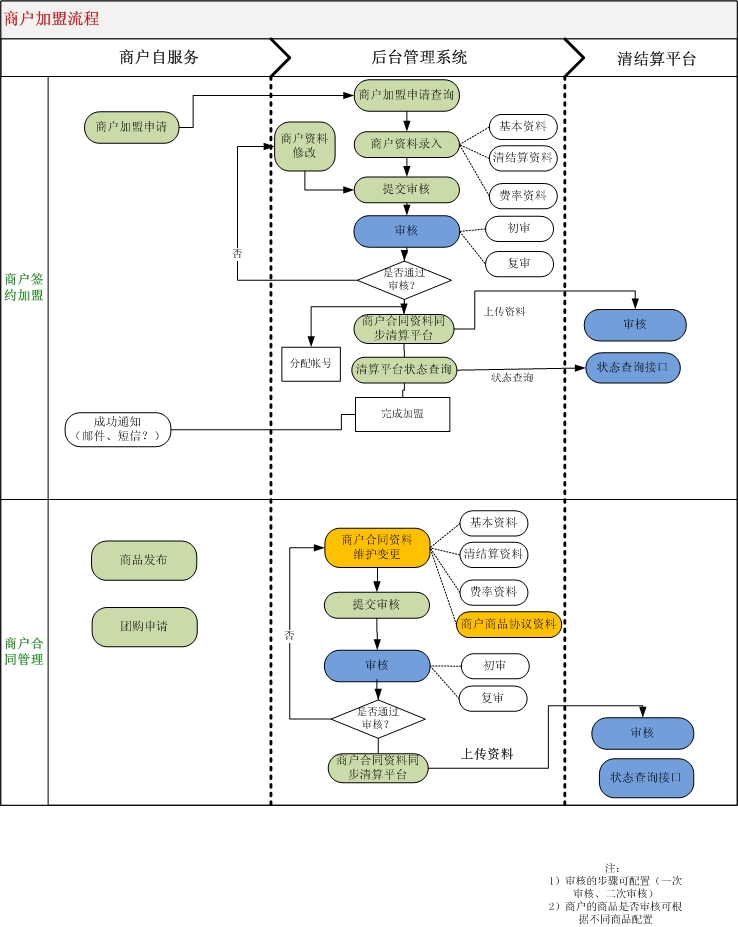 商户加盟流程
商户自服务
后台管理系统
清结算平台
商户签
约加盟
商户加盟申请
商户加盟申请查询
商户资料
修改
商户资料录入
基本资料
清结算资料
费率资料
提交审核
审核
初审
复审
否
是否通过
审核?
商户合同资料同
步清算平台
上传资料
审核
分配帐号
清算平台状态查询
状态查询
状态查询接口
完成加盟
成功通知
（邮件、短信？）
商户合
同管理
商品发布
团购申请
商户合同资料
维护变更
基本资料
清结算资料
费率资料
商户商品协议资料
提交审核
否
审核
初审
复审
是否通过
审核?
商户合同资料同
步清算平台
上传资料
审核
状态查询接口
注:
1）审核的步骤可配置（一次
审核、二次审核）
2）商户的商品是否审核可根
据不同商品配置